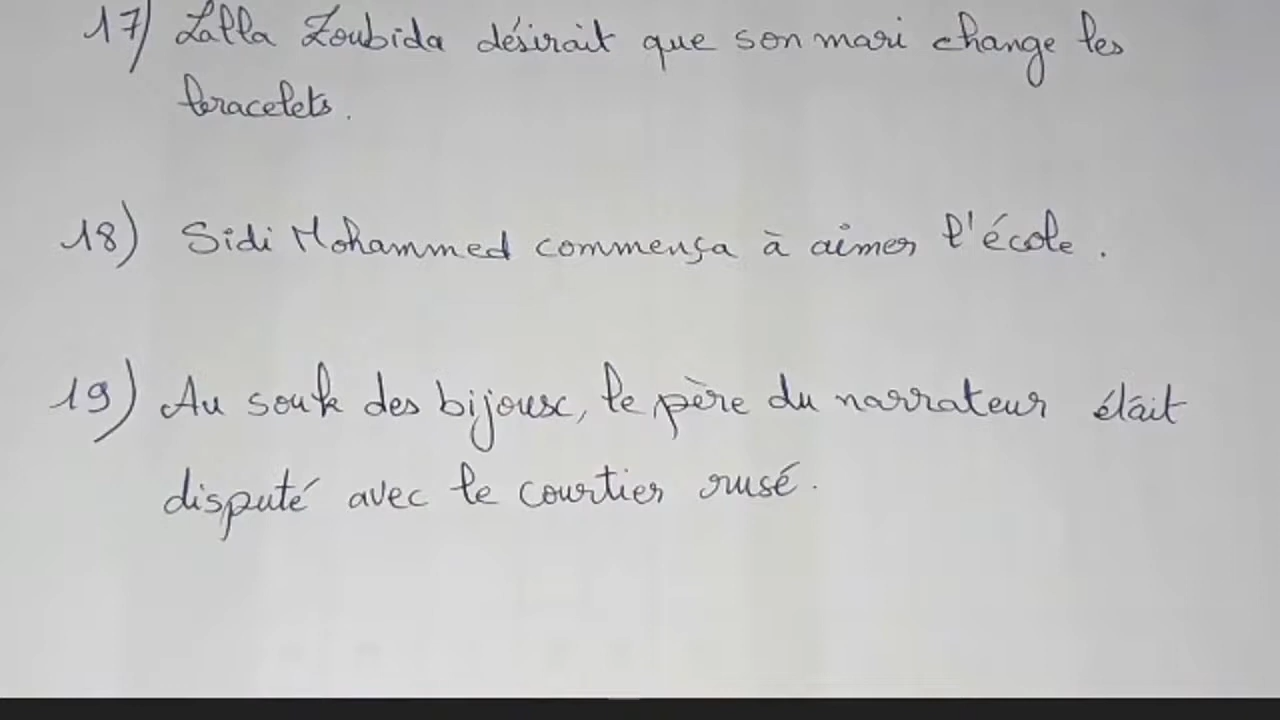 17) Lalla Zoubida désirait que son mari change les
bracelets.
18) Sidi Mohammed commença à aimer l'école.
19) Au souk des bijoux, le père du narrateur était
disputé avec le courtier rusé.